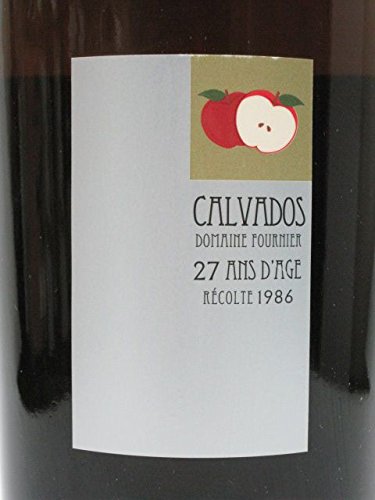 CALVADOS
DOMAINE FOURNIER
27 ANS D'AGE
RÉCOLTE 1986